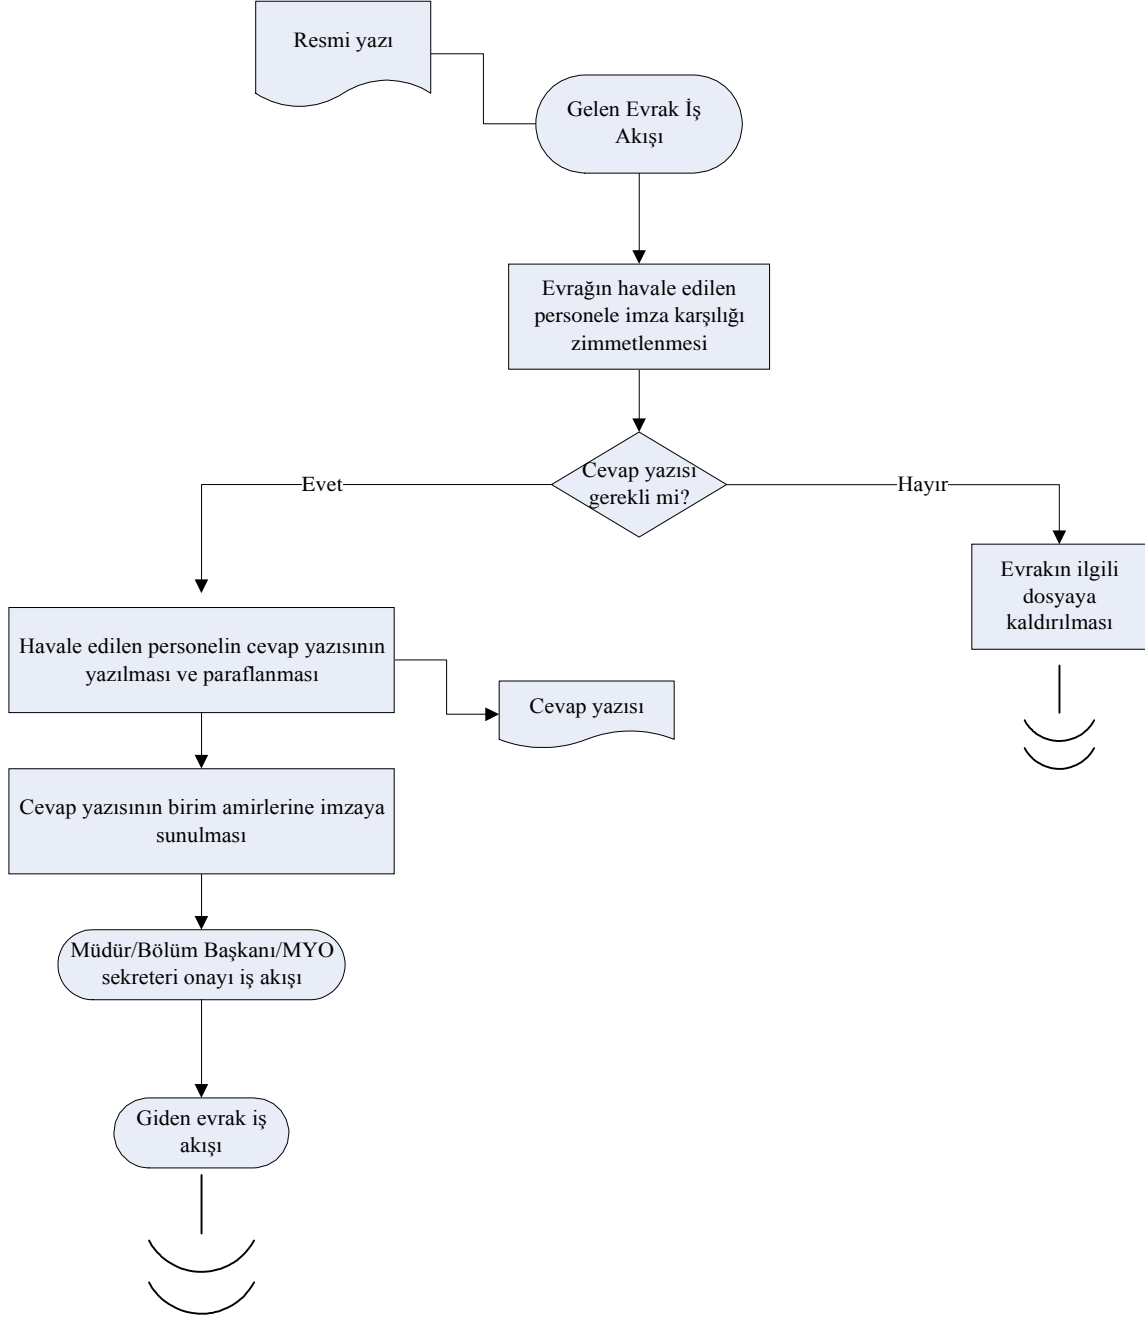 Resmi yazı
Gelen Evrak İş
Akışı
Evrağın havale edilen
personele imza karşılığı
zimmetlenmesi
Cevap yazısı
gerekli mi?
Evet
Hayır
Evrakın ilgili
dosyaya
kaldırılması
Havale edilen personelin cevap yazısının
yazılması ve paraflanması
Cevap yazısı
Cevap yazısının birim amirlerine imzaya
sunulması
Müdür/Bölüm Başkanı/MYO
sekreteri onayı iş akışı
Giden evrak iş
akışı